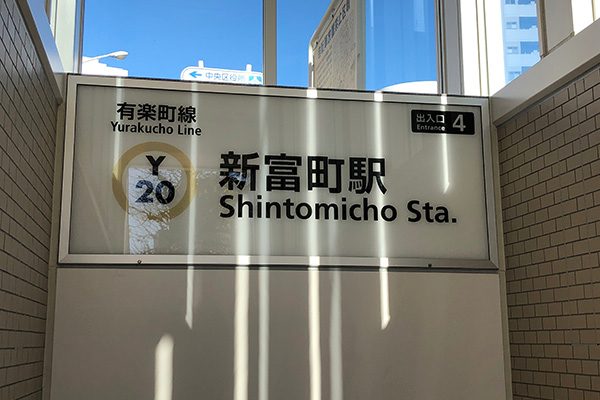 中央区役所
有楽町線
Yurakucho Line
出入口
Entrance 4
Y
20
新富町駅
Shintomicho Sta.